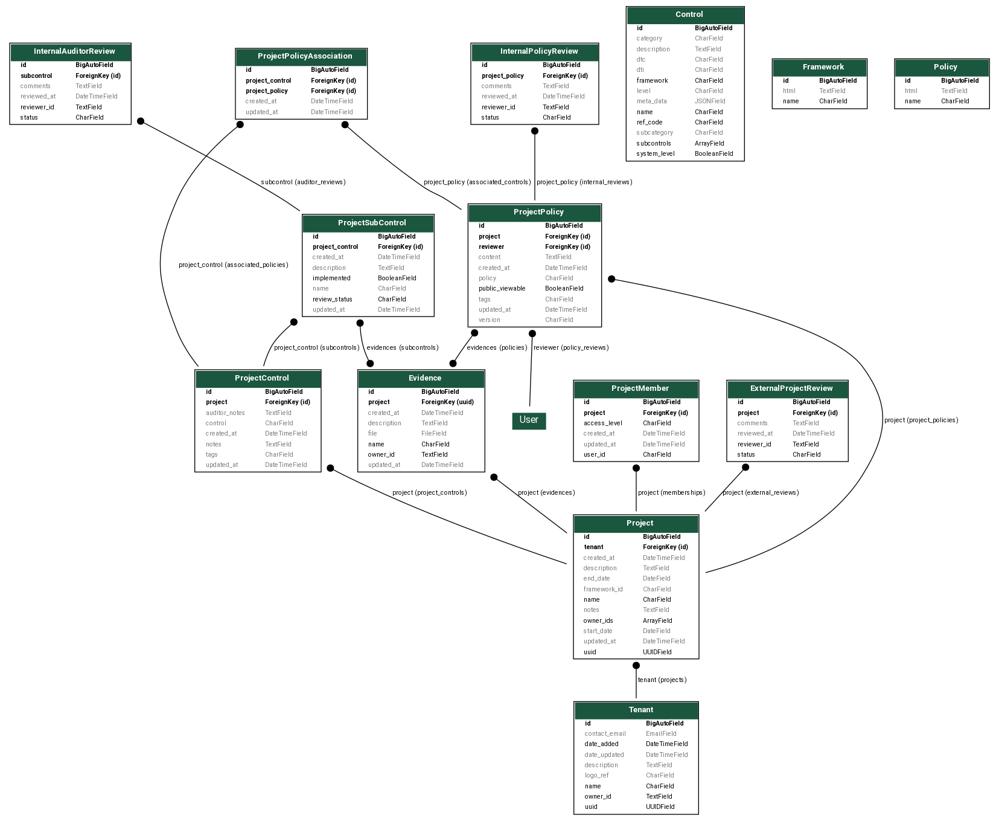 Control
id BigAutoField
category CharField
description TextField
dtc CharField
dti CharField
framework CharField
level CharField
meta_data JSONField
name CharField
ref_code CharField
subcategory CharField
subcontrols ArrayField
system_level BooleanField
InternalAuditorReview
id BigAutoField
subcontrol ForeignKey (id)
comments TextField
reviewed_at DateTimeField
reviewer_id TextField
status CharField
ProjectPolicyAssociation
id BigAutoField
project_control ForeignKey (id)
project_policy ForeignKey (id)
created_at DateTimeField
updated_at DateTimeField
InternalPolicyReview
id BigAutoField
project_policy ForeignKey (id)
comments TextField
reviewed_at DateTimeField
reviewer_id TextField
status CharField
Framework
id BigAutoField
html TextField
name CharField
Policy
id BigAutoField
html TextField
name CharField
subcontrol (auditor_reviews)
project_policy (associated_controls)
project_policy (internal_reviews)
ProjectSubControl
id BigAutoField
project_control ForeignKey (id)
created_at DateTimeField
description TextField
implemented BooleanField
name CharField
review_status CharField
updated_at DateTimeField
ProjectPolicy
id BigAutoField
project ForeignKey (id)
reviewer ForeignKey (id)
content TextField
created_at DateTimeField
policy CharField
public_viewable BooleanField
tags CharField
updated_at DateTimeField
version CharField
project_control (associated_policies)
project_control (subcontrols)
evidences (subcontrols)
evidences (policies)
reviewer (policy_reviews)
ProjectControl
id BigAutoField
project ForeignKey (id)
auditor_notes TextField
control CharField
created_at DateTimeField
notes TextField
tags CharField
updated_at DateTimeField
Evidence
id BigAutoField
project ForeignKey (uuid)
created_at DateTimeField
description TextField
file FileField
name CharField
owner_id TextField
updated_at DateTimeField
User
ProjectMember
id BigAutoField
project ForeignKey (id)
access_level CharField
created_at DateTimeField
updated_at DateTimeField
user_id CharField
ExternalProjectReview
id BigAutoField
project ForeignKey (id)
comments TextField
reviewed_at DateTimeField
reviewer_id TextField
status CharField
project (project_policies)
project (project_controls)
project (evidences)
project (memberships)
project (external_reviews)
Project
id BigAutoField
tenant ForeignKey (id)
created_at DateTimeField
description TextField
end_date DateField
framework_id CharField
name CharField
notes TextField
owner_ids ArrayField
start_date DateField
updated_at DateTimeField
uuid UUIDField
tenant (projects)
Tenant
id BigAutoField
contact_email EmailField
date_added DateTimeField
date_updated DateTimeField
description TextField
logo_ref CharField
name CharField
owner_id TextField
uuid UUIDField